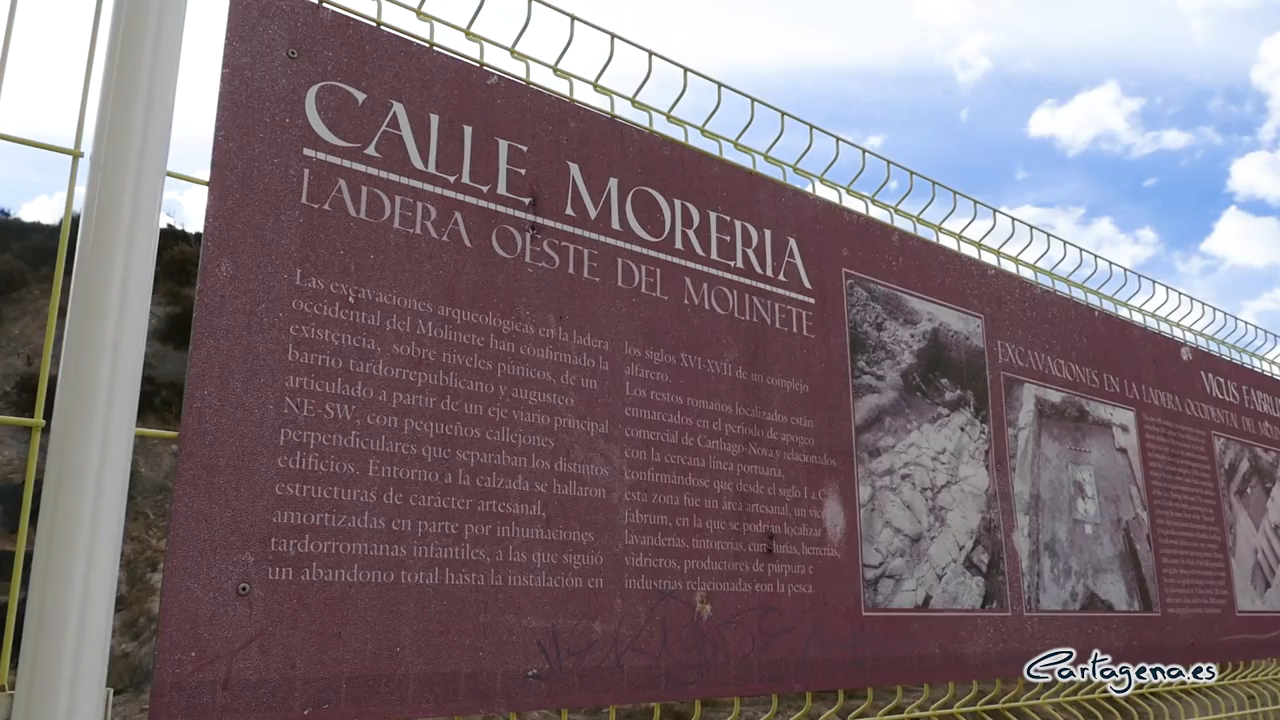 CALLE MORERIA
LADERA OESTE DEL MOLINETE
Las excavaciones arqueológicas en la ladera
occidental del Molinete han confirmado la
existencia, sobre niveles púnicos, de un
barrio tardorrepublicano y augusteo
articulado a partir de un eje viario principal
NE-SW, con pequeños callejones
perpendiculares que separaban los distintos
edificios. Entorno a la calzada se hallaron
estructuras de carácter artesanal,
amortizadas en parte por inhumaciones
tardorromanas infantiles, a las que siguió
un abandono total hasta la instalación en
los siglos XVI-XVII de un complejo
alfarero.
Los restos romanos localizados están
enmarcados en el período de apogeo
comercial de Carthago-Nova y relacionados
con la cercana línea portuaria,
confirmándose que desde el siglo I a.C
esta zona fue un área artesanal, un
fabrum, en la que se podrían localizar
lavanderías, tintorerías, herrerías,
vidrieros, productores de púrpura e
industrias relacionadas con la pesca.
EXCAVACIONES EN LA LADERA OCCIDENTAL DEL
VICUS
Cartagena.es